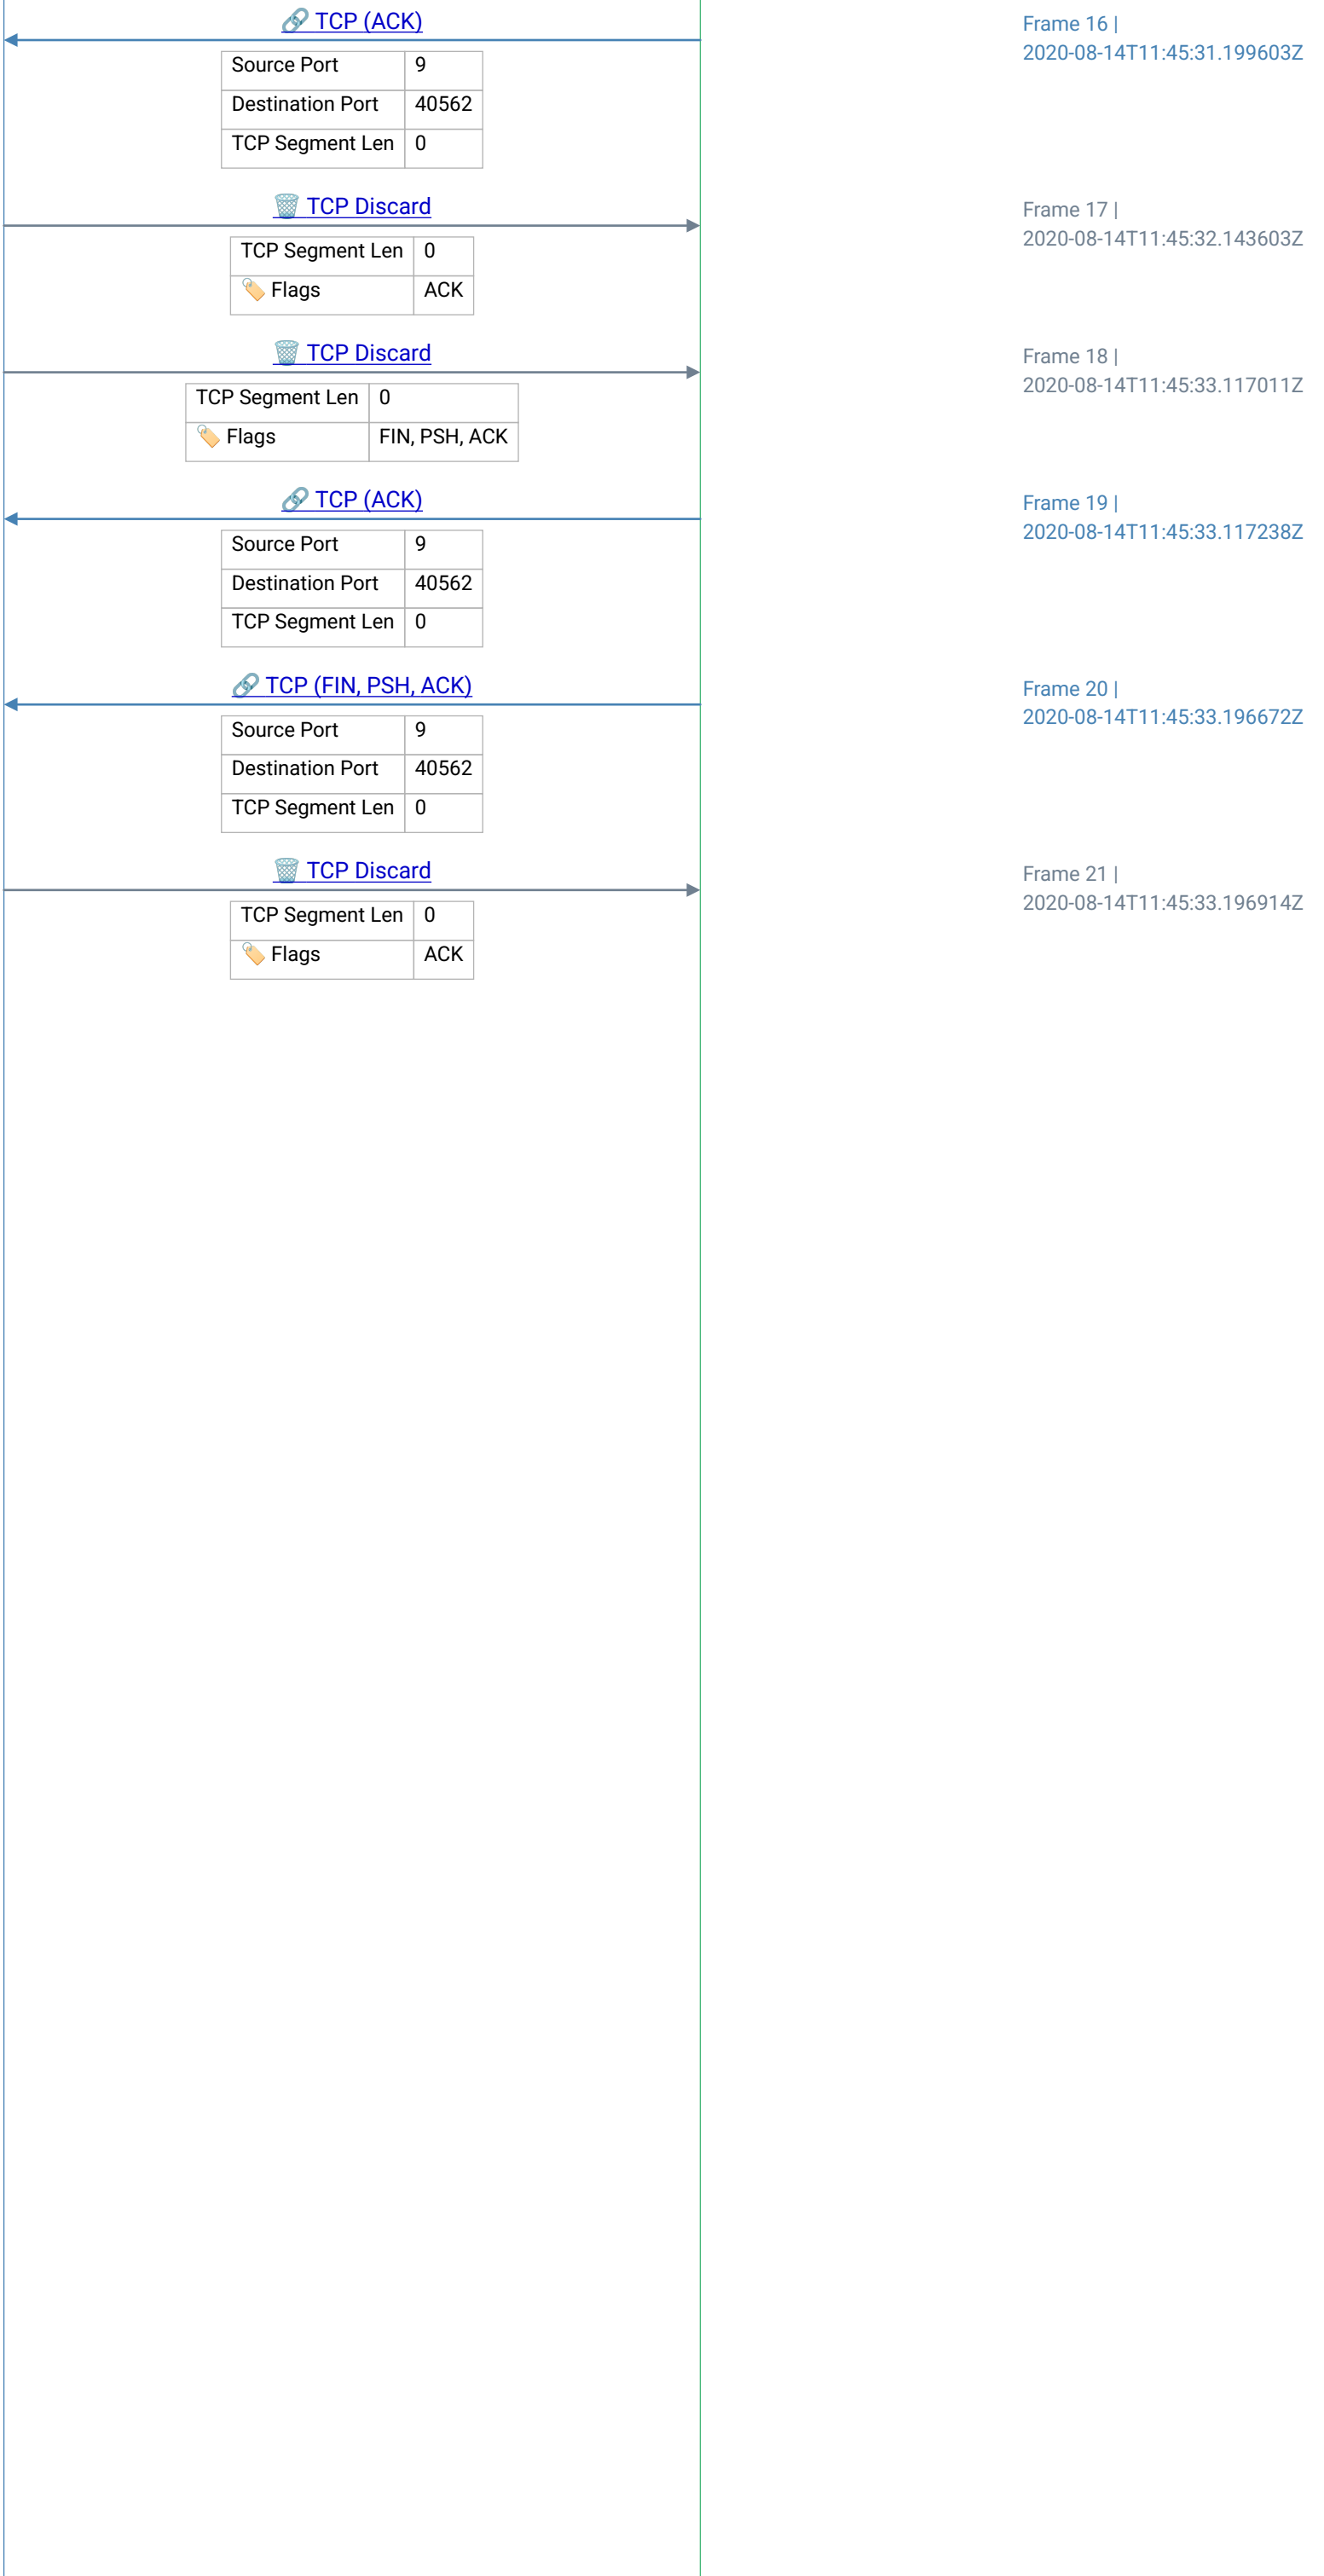 🔗 TCP (ACK)
Frame 16 |
2020-08-14T11:45:31.199603Z
Source Port 9
Destination Port 40562
TCP Segment Len 0
🗑️ TCP Discard
Frame 17 |
2020-08-14T11:45:32.143603Z
TCP Segment Len 0
🏷️ Flags ACK
🗑️ TCP Discard
Frame 18 |
2020-08-14T11:45:33.117011Z
TCP Segment Len 0
🏷️ Flags FIN, PSH, ACK
🔗 TCP (ACK)
Frame 19 |
2020-08-14T11:45:33.117238Z
Source Port 9
Destination Port 40562
TCP Segment Len 0
🔗 TCP (FIN, PSH, ACK)
Frame 20 |
2020-08-14T11:45:33.196672Z
Source Port 9
Destination Port 40562
TCP Segment Len 0
🗑️ TCP Discard
Frame 21 |
2020-08-14T11:45:33.196914Z
TCP Segment Len 0
🏷️ Flags ACK